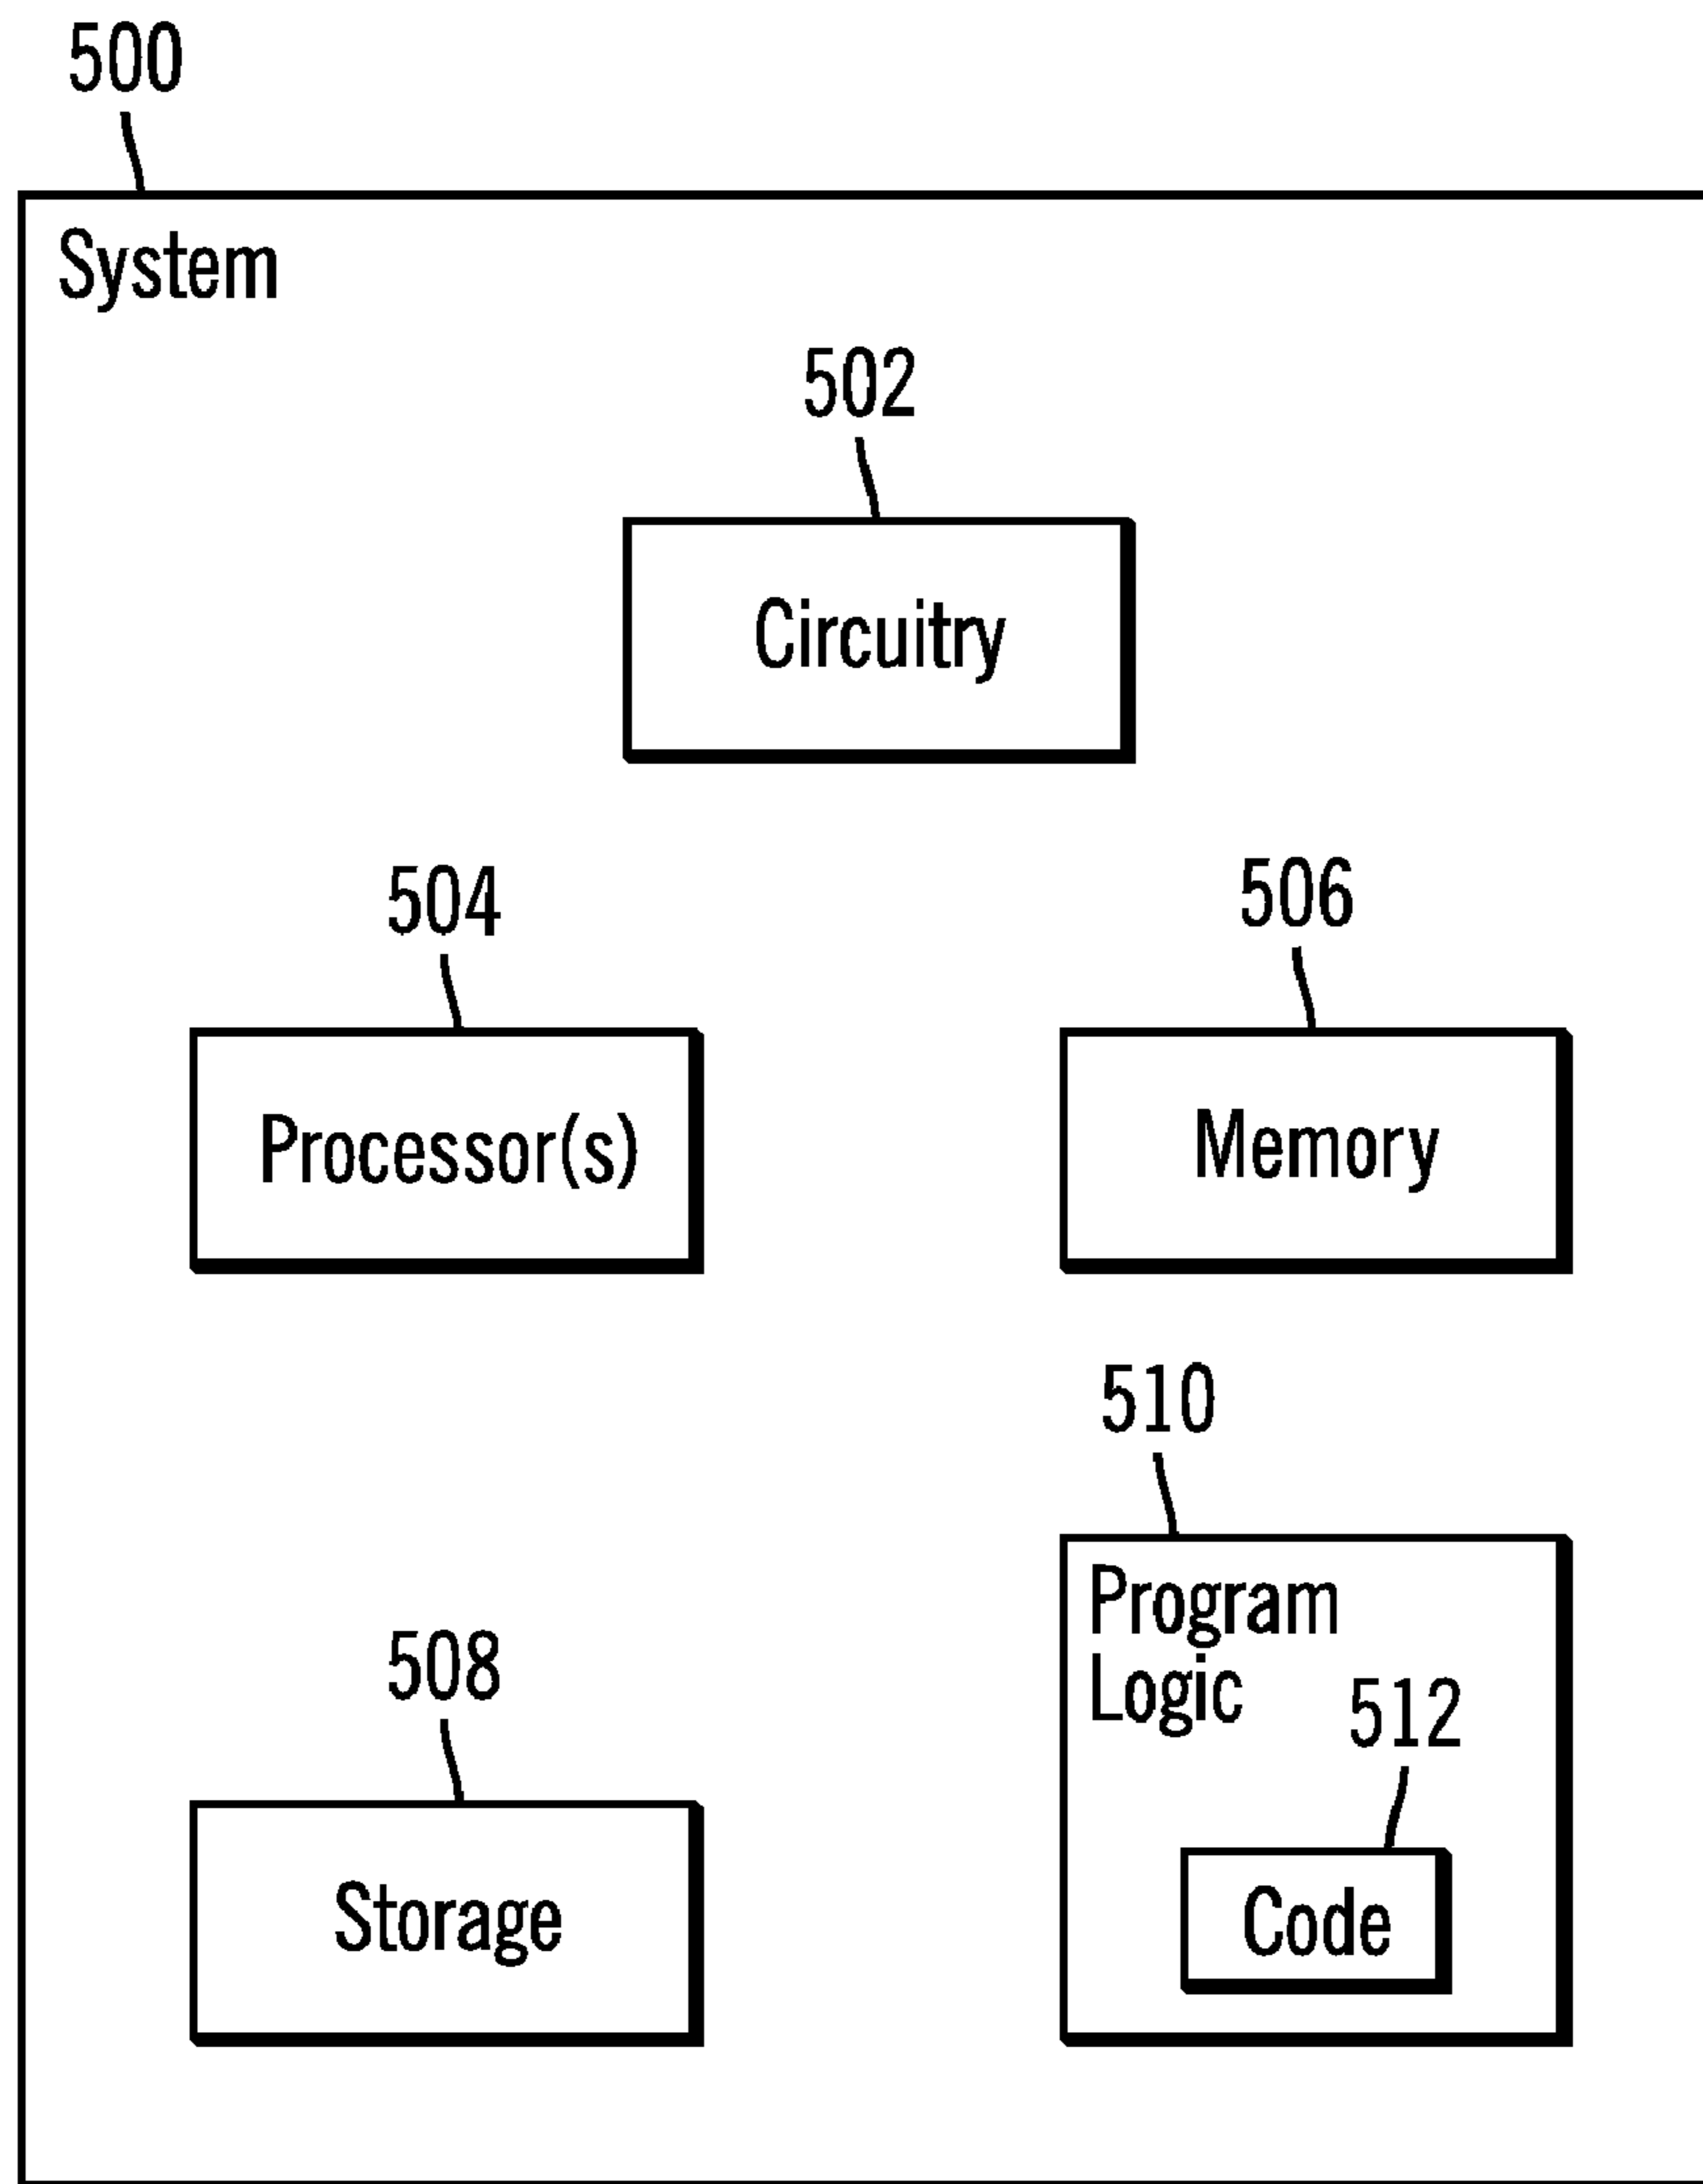 500
System
502
Circuitry
504
506
Processor(s)
Memory
510
Program
Logic
508
512
Storage
Code